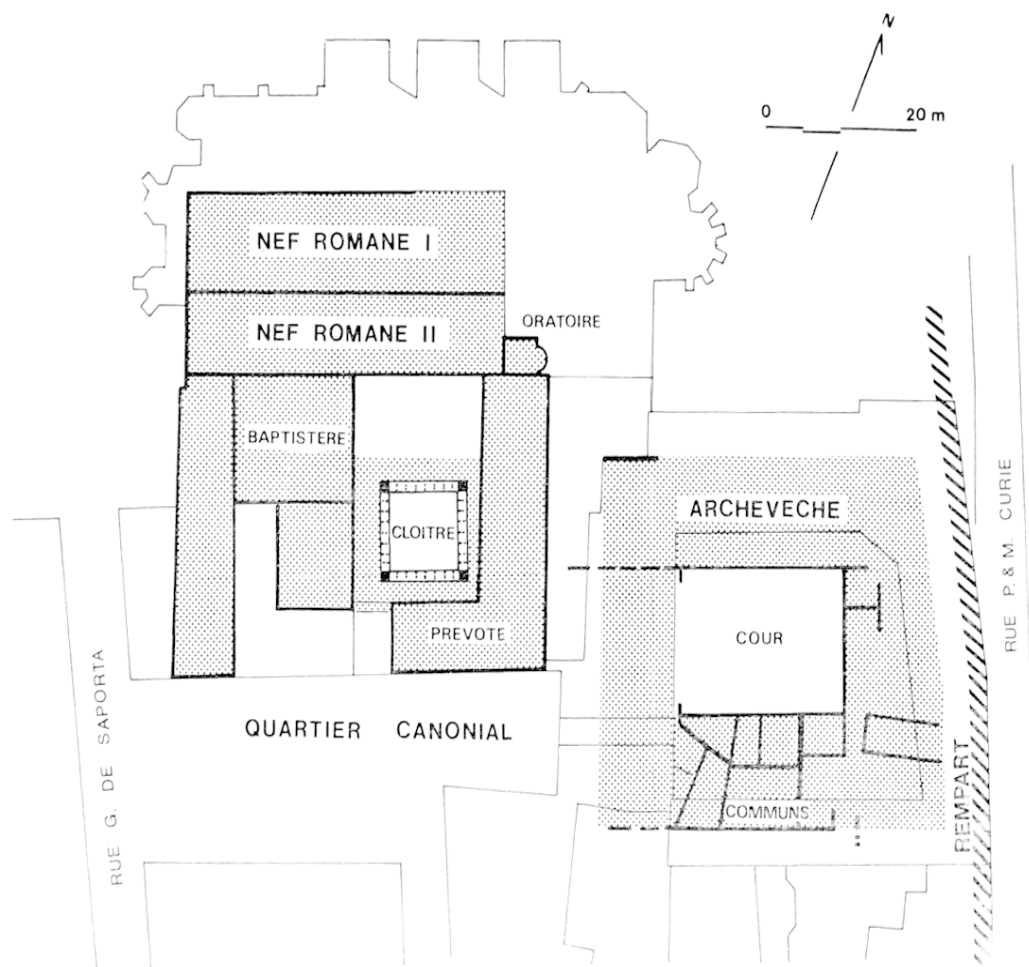 N
0 20 m
NEF ROMANE I
NEF ROMANE II
ORATOIRE
BAPTISTERE
CLOITRE
PREVOTE
ARCHEVECHE
COUR
COMMUNS
REMPART
RUE P. & M. CURIE
QUARTIER CANONIAL
RUE G. DE SAPORTA